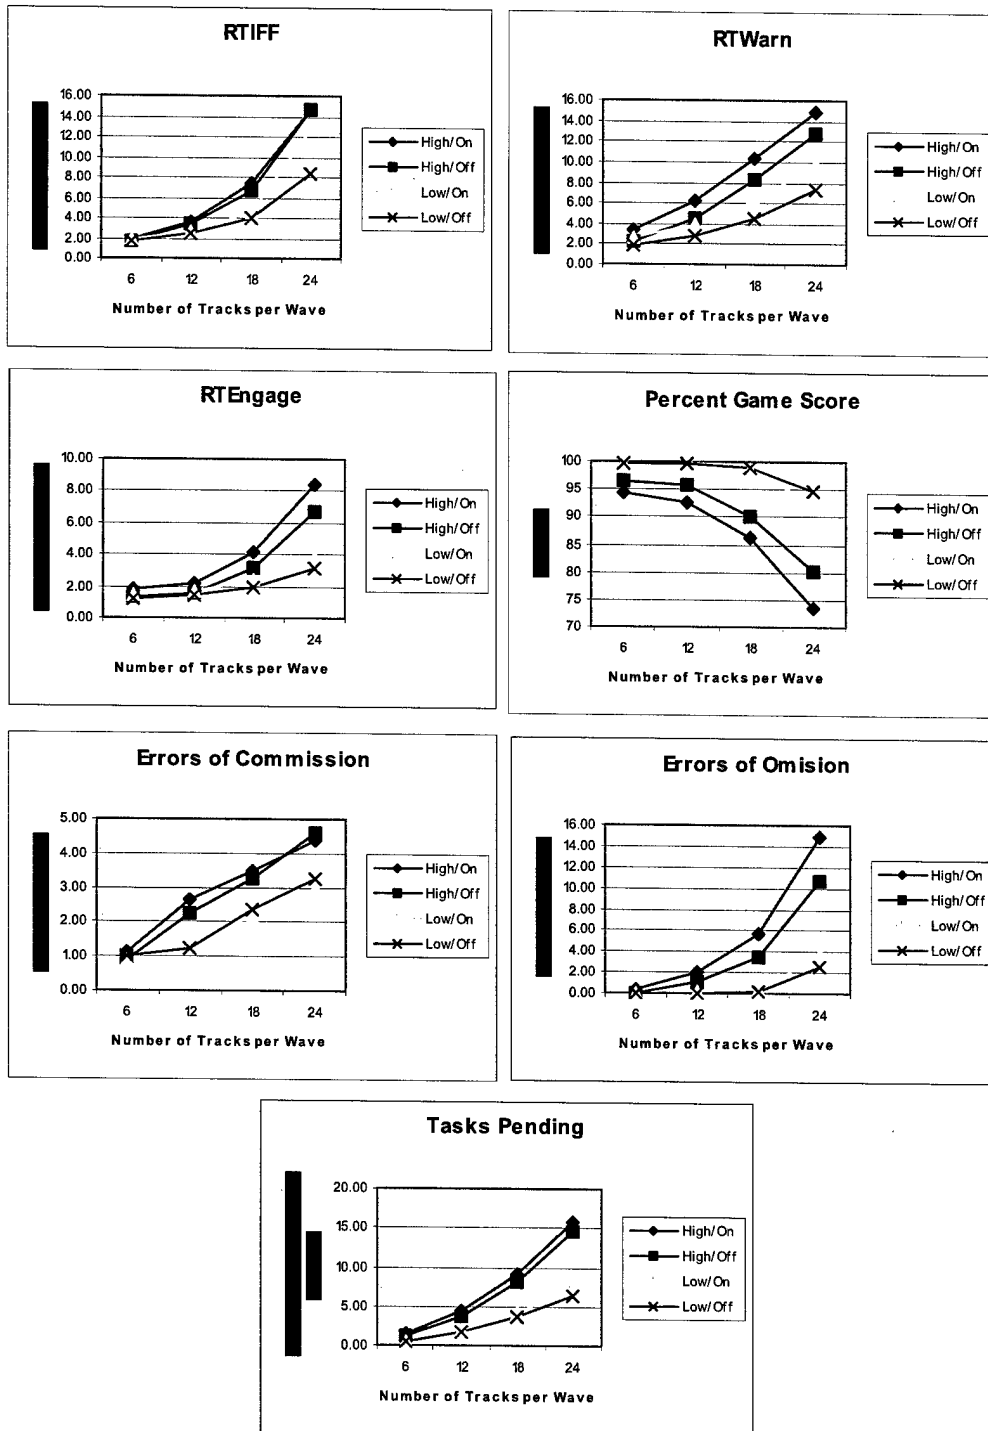 RTIFF
16.00
14.00
12.00
10.00
8.00
6.00
4.00
2.00
0.00
6 12 18 24
Number of Tracks per Wave
High/On
High/Off
Low/On
Low/Off
RTWarn
16.00
14.00
12.00
10.00
8.00
6.00
4.00
2.00
0.00
6 12 18 24
Number of Tracks per Wave
High/On
High/Off
Low/On
Low/Off
RTEngage
10.00
8.00
6.00
4.00
2.00
0.00
6 12 18 24
Number of Tracks per Wave
High/On
High/Off
Low/On
Low/Off
Percent Game Score
100
95
90
85
80
75
70
6 12 18 24
Number of Tracks per Wave
High/On
High/Off
Low/On
Low/Off
Errors of Commission
5.00
4.00
3.00
2.00
1.00
0.00
6 12 18 24
Number of Tracks per Wave
High/On
High/Off
Low/On
Low/Off
Errors of Omision
16.00
14.00
12.00
10.00
8.00
6.00
4.00
2.00
0.00
6 12 18 24
Number of Tracks per Wave
High/On
High/Off
Low/On
Low/Off
Tasks Pending
20.00
15.00
10.00
5.00
0.00
6 12 18 24
Number of Tracks per Wave
High/On
High/Off
Low/On
Low/Off